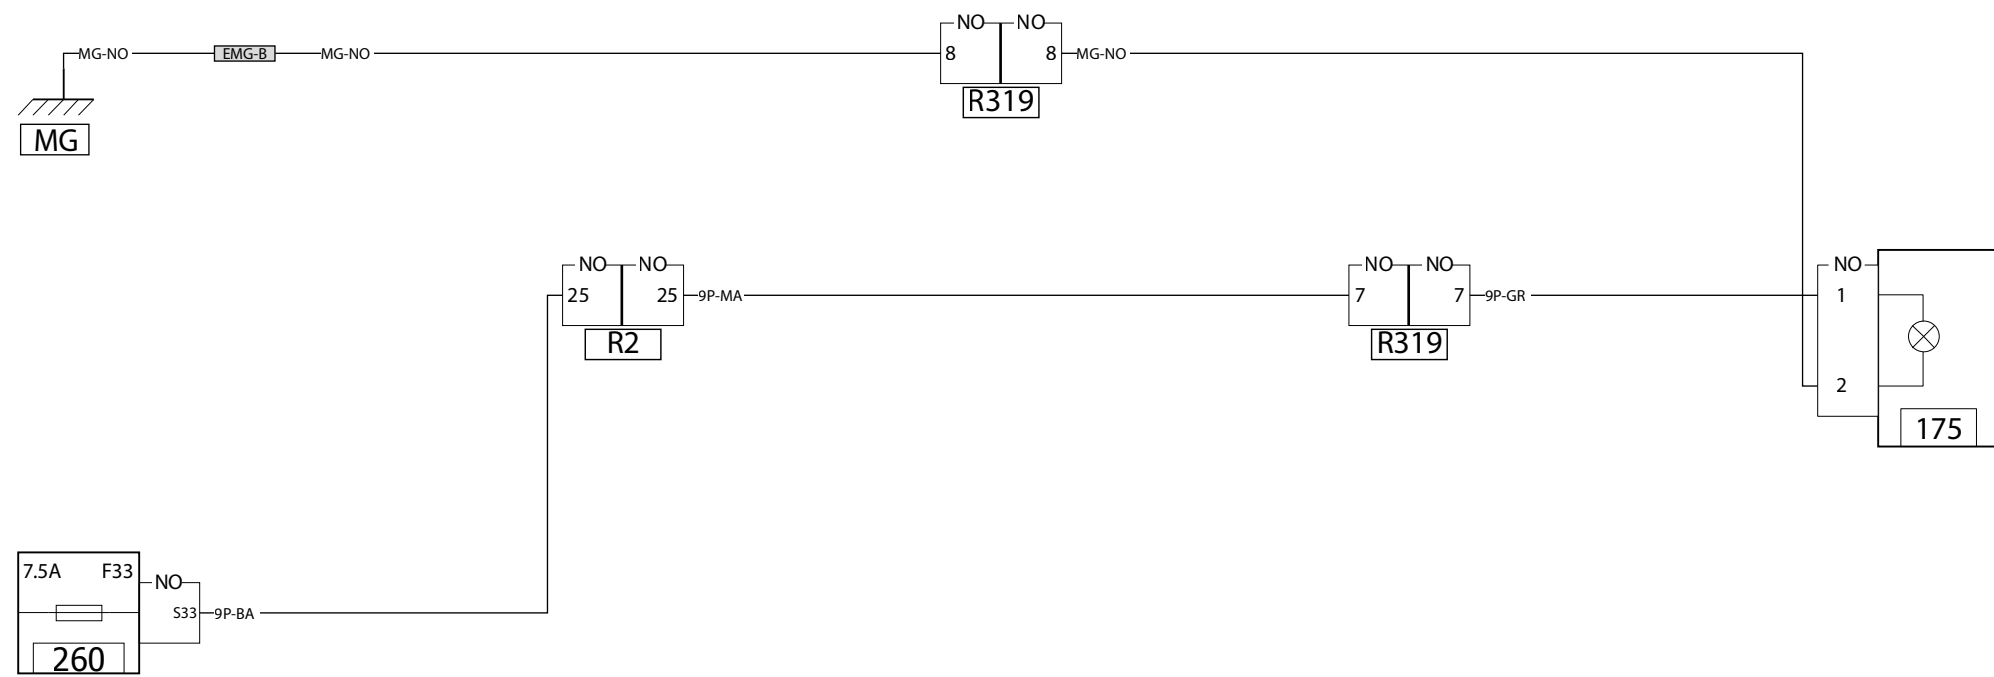 NO NO
MG-NO EMG-B MG-NO 8 8 MG-NO
R319
MG
NO NO NO NO NO
25 25 9P-MA 7 7 9P-GR 1
R2 R319
2
175
7.5A F33 NO
S33 9P-BA
260